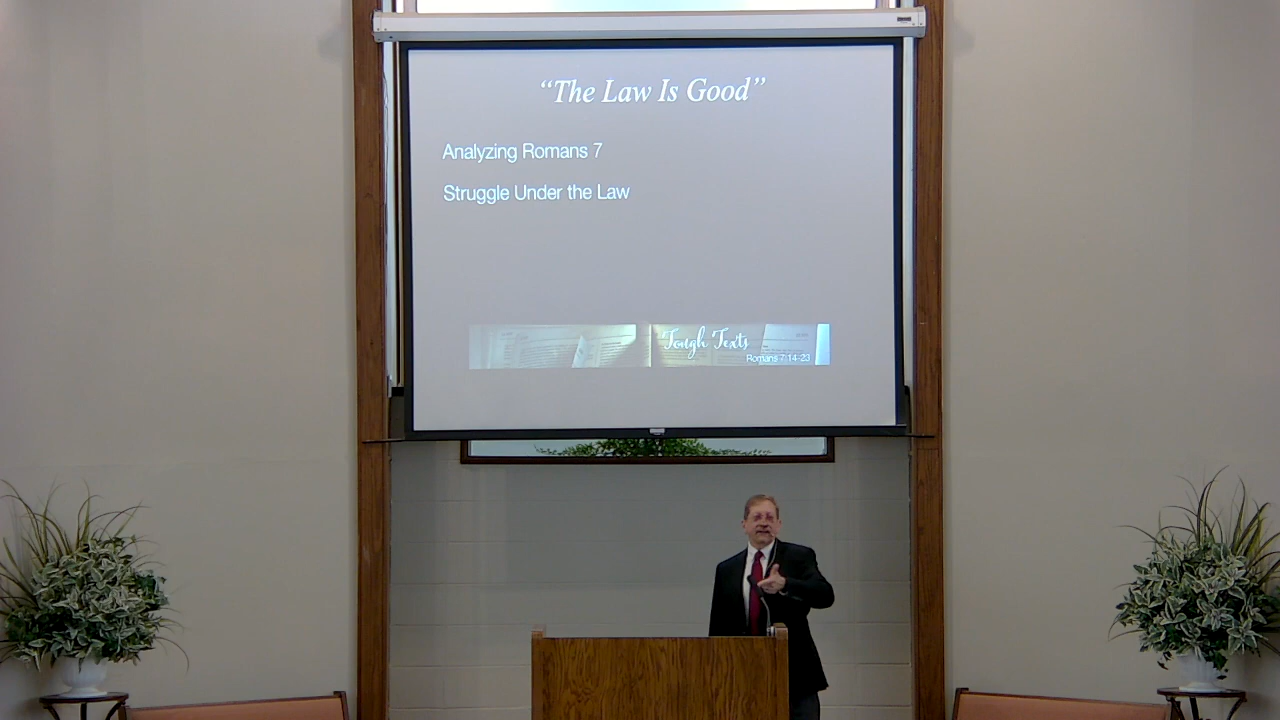 “The Law Is Good”
Analyzing Romans 7
Struggle Under the Law
Tough Texts
Romans 7:14-23